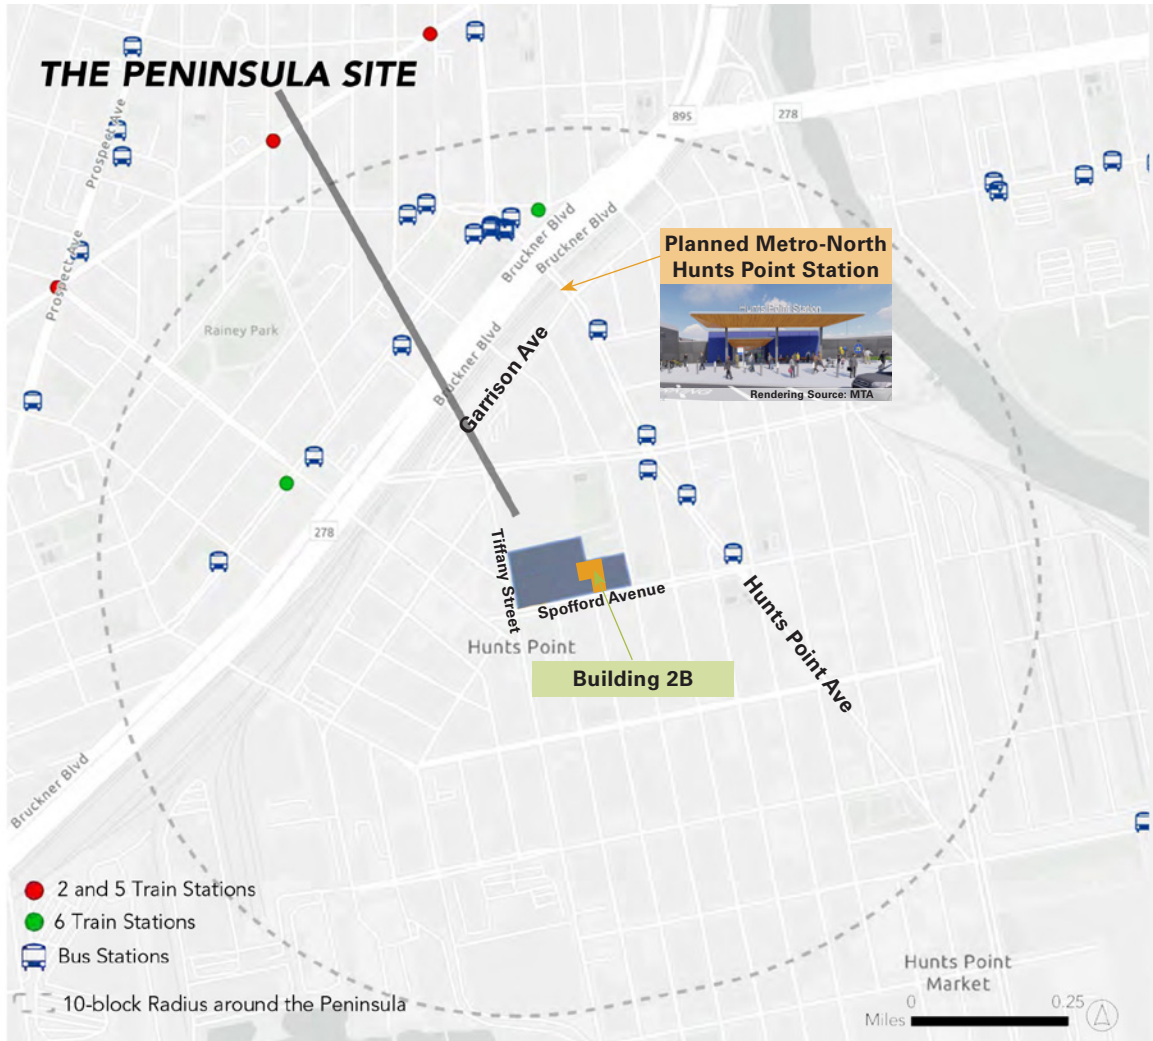 THE PENINSULA SITE
895
278
Prospect Ave
Bruckner Blvd
Bruckner Blvd
Planned Metro-North
Hunts Point Station
Hunts Point Station
Rendering Source: MTA
Prospect Ave
Rainey Park
Bruckner Blvd
Garrison Ave
278
Tiffany Street
Spofford Avenue
Hunts Point
Building 2B
Hunts Point Ave
Bruckner Blvd
2 and 5 Train Stations
6 Train Stations
Bus Stations
10-block Radius around the Peninsula
Hunts Point
Market
0 0.25
Miles